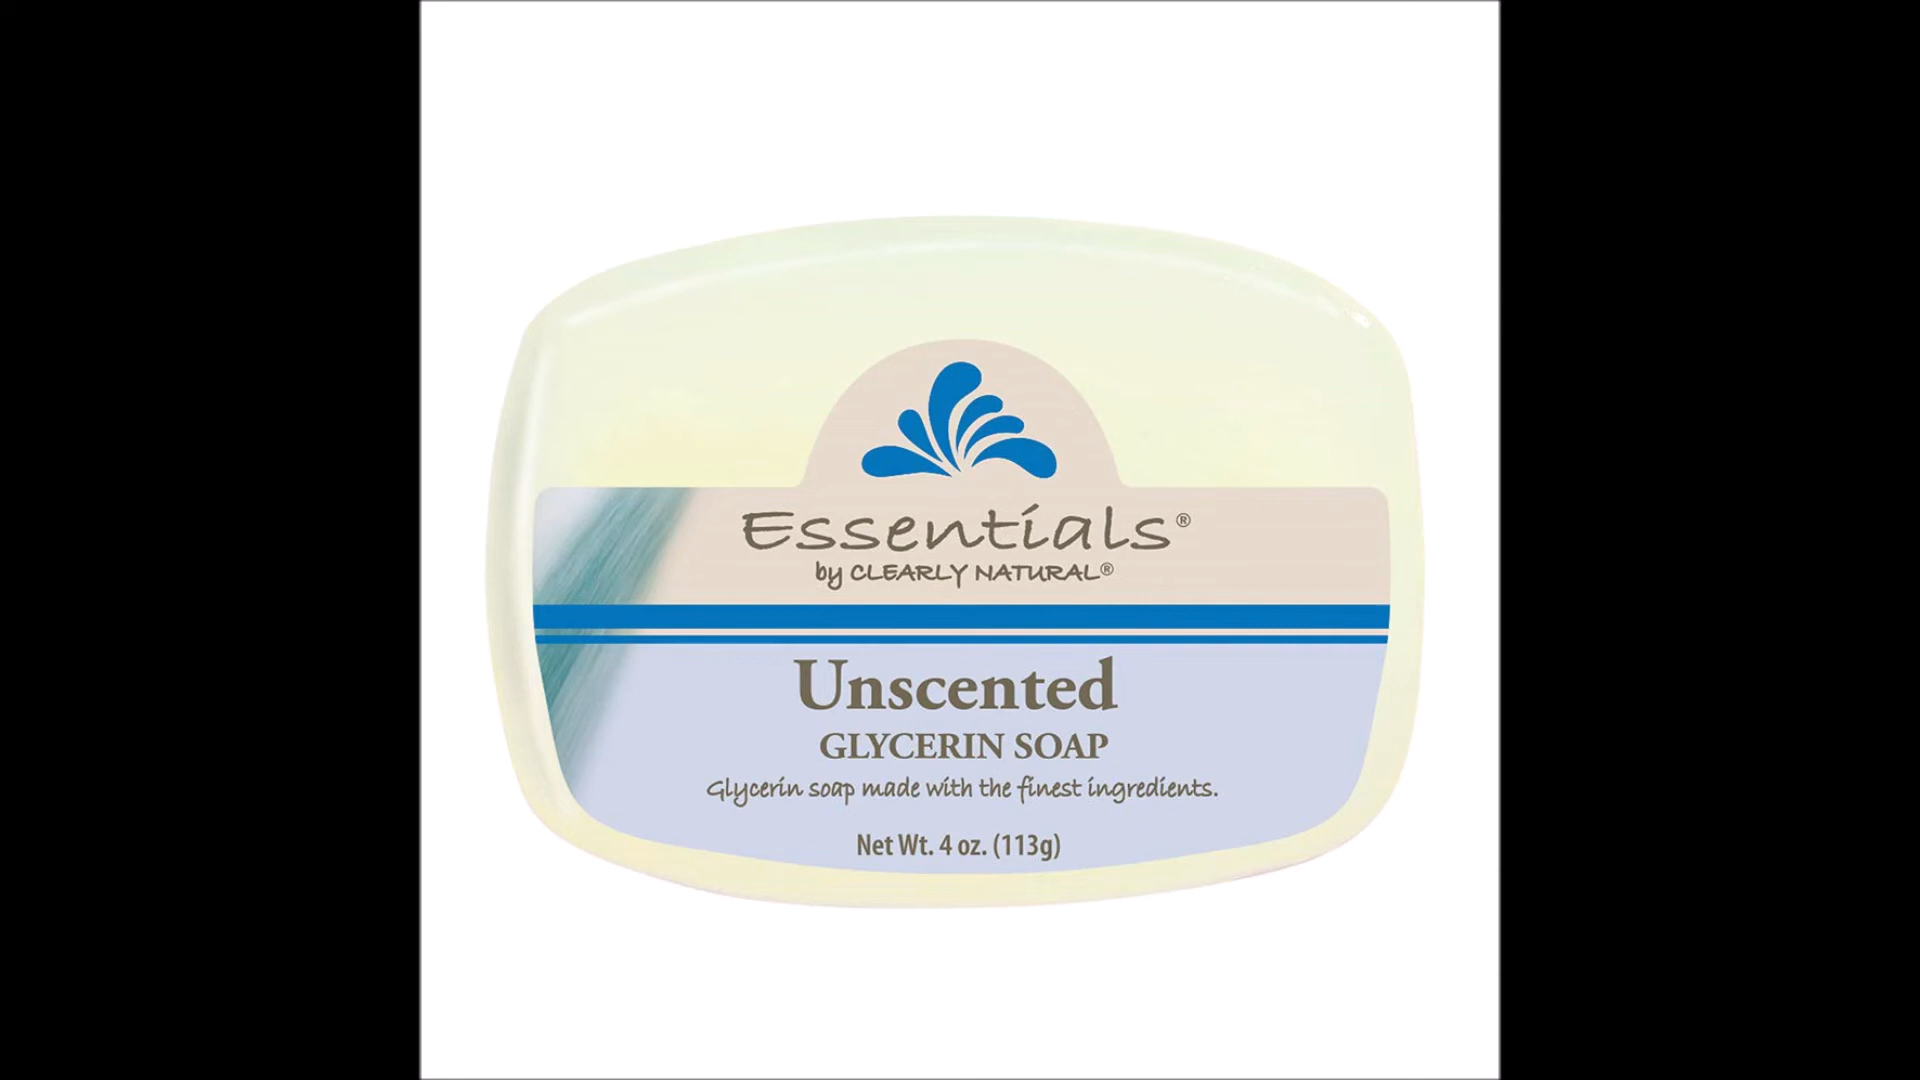 Essentials®
by CLEARLY NATURAL®
Unscented
GLYCERIN SOAP
Glycerin soap made with the finest ingredients.
Net Wt. 4 oz. (113g)